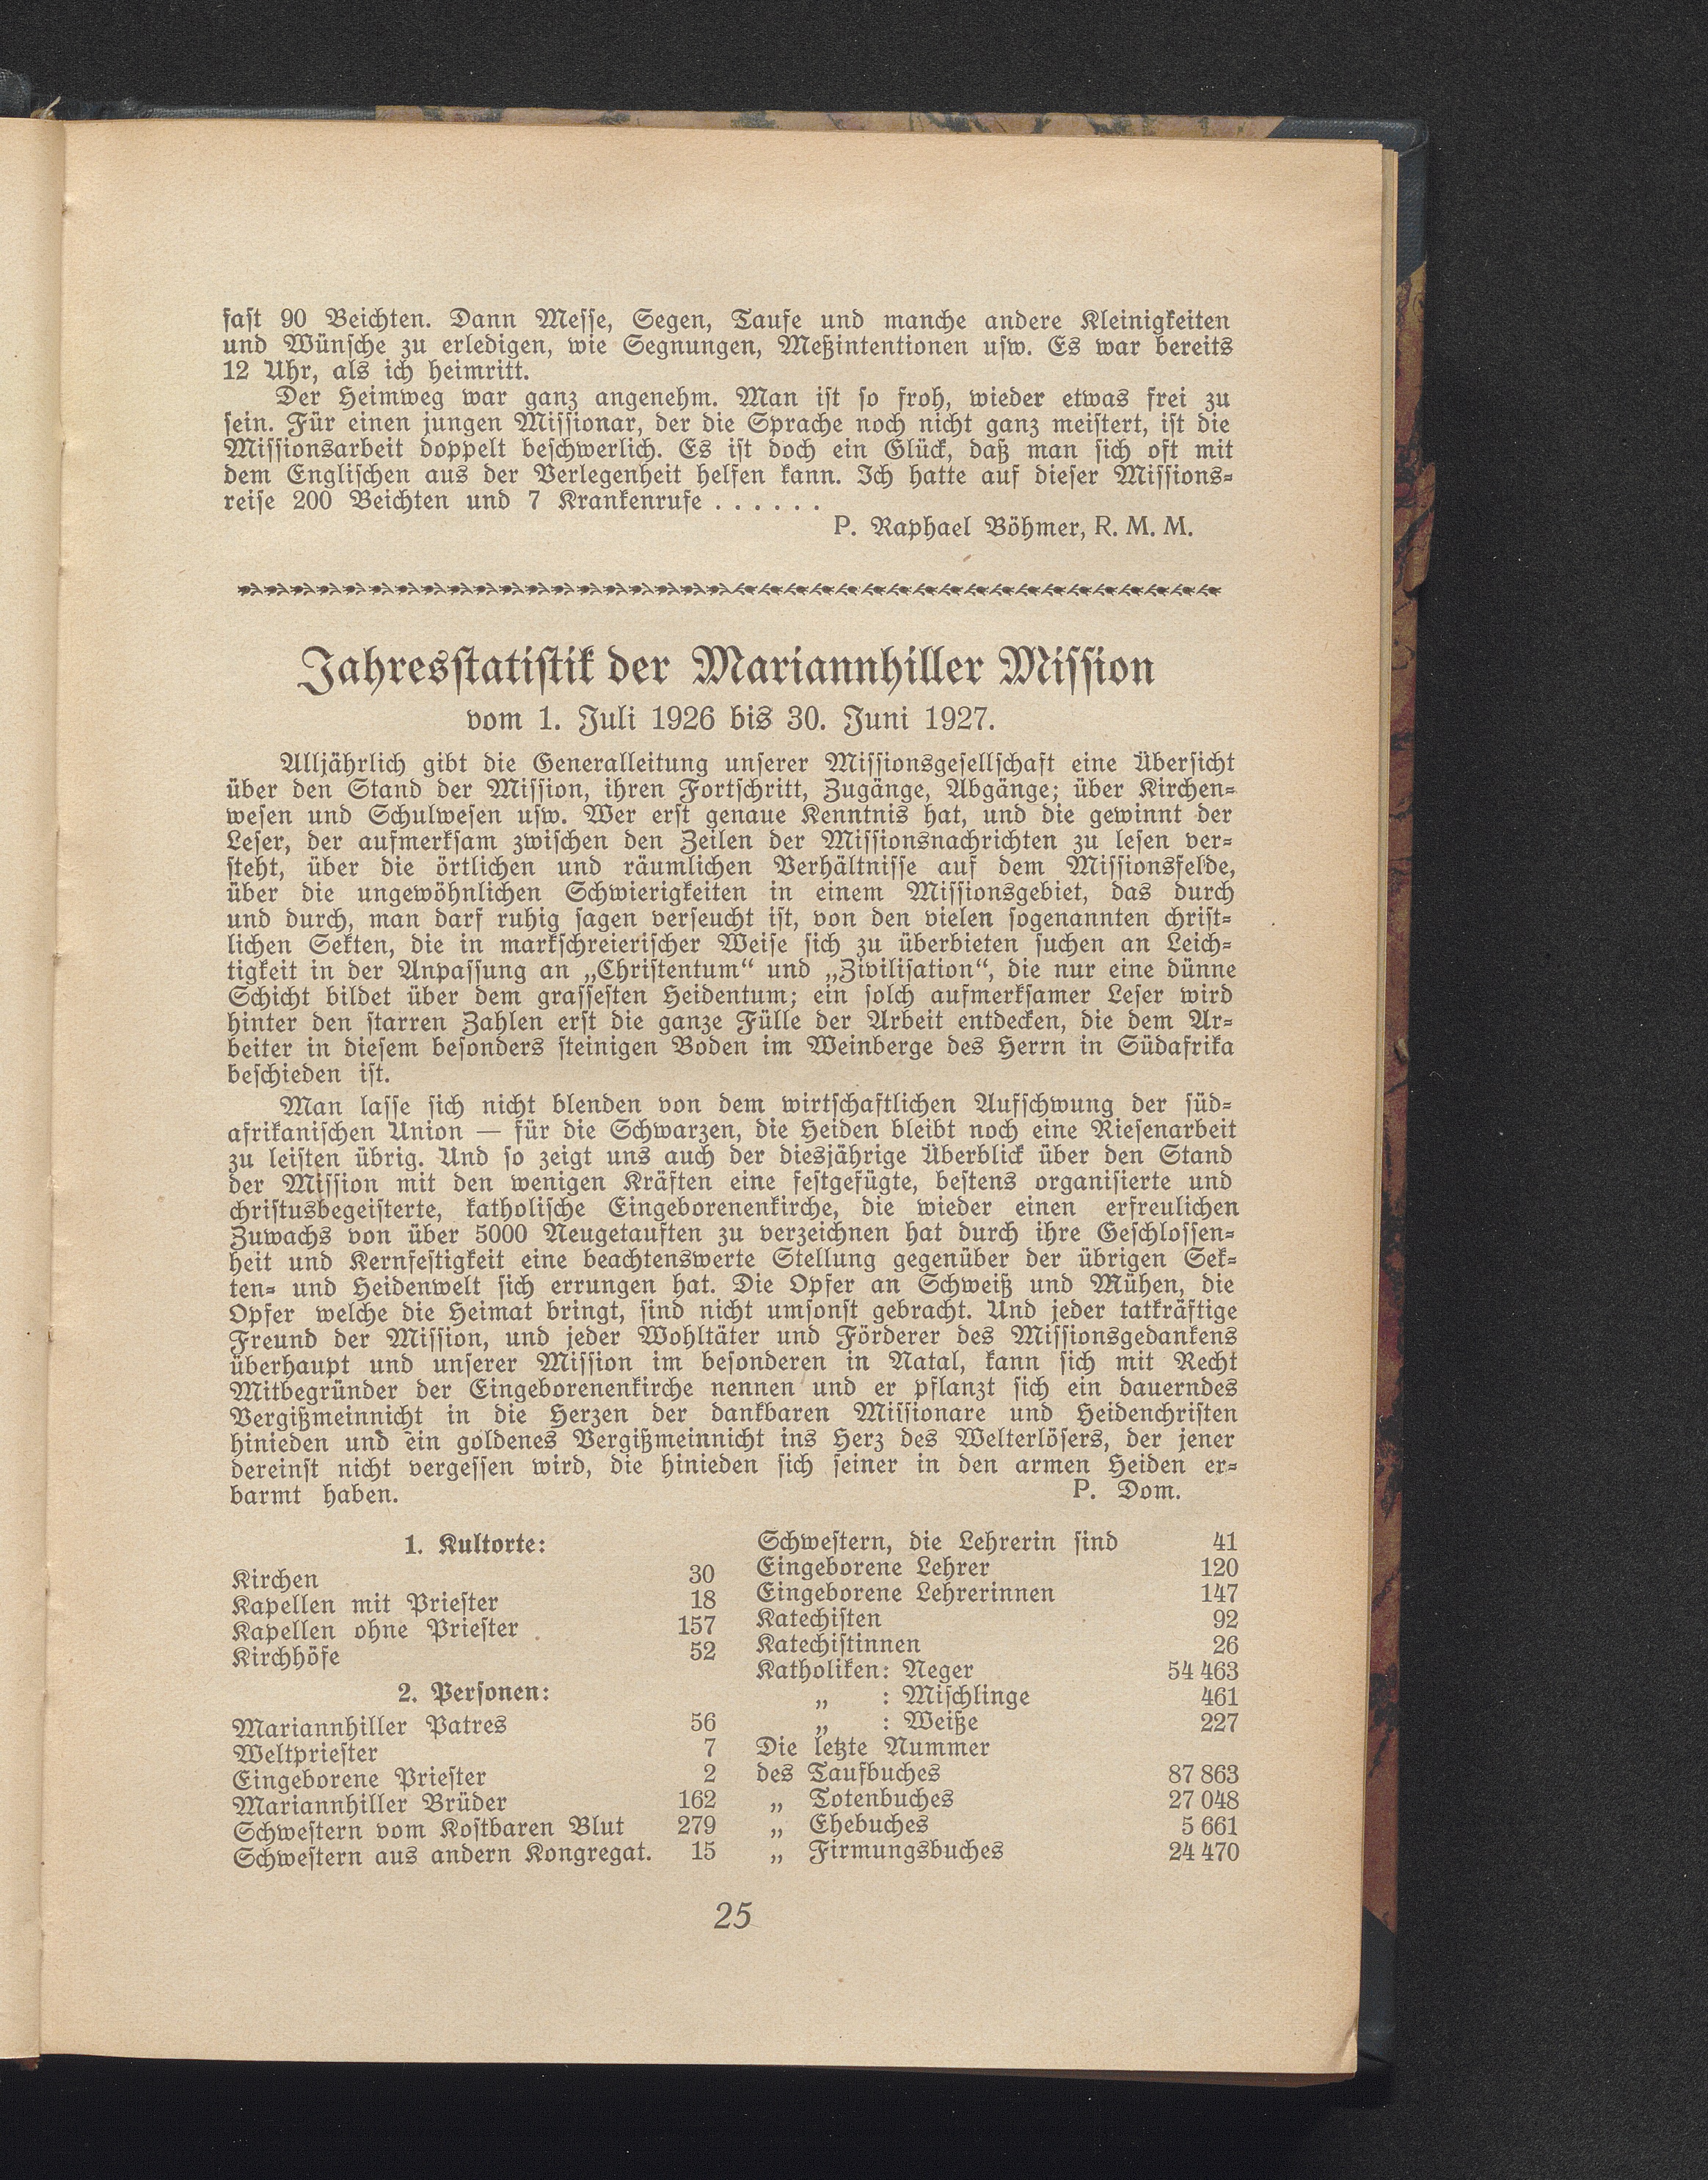 fast 90 Beichten. Dann Messe, Segen, Taufe und manche andere Kleinigkeiten
und Wünsche zu erledigen, wie Segnungen, Meßintentionen usw. Es war bereits
12 Uhr, als ich heimritt.
Der Heimweg war ganz angenehm. Man ist so froh, wieder etwas frei zu
sein. Für einen jungen Missionar, der die Sprache noch nicht ganz meistert, ist die
Missionsarbeit doppelt beschwerlich. Es ist doch ein Glück, daß man sich oft mit
dem Englischen aus der Verlegenheit helfen kann. Ich hatte auf dieser Missions-
reise 200 Beichten und 7 Krankenrufe . . . . . .
P. Raphael Böhmer, R. M. M.
Jahresstatistik der Mariannhiller Mission
vom 1. Juli 1926 bis 30. Juni 1927.
Alljährlich gibt die Generalleitung unserer Missionsgesellschaft eine Übersicht
über den Stand der Mission, ihren Fortschritt, Zugänge, Abgänge; über Kirchen-
wesen und Schulwesen usw. Wer erst genaue Kenntnis hat, und die gewinnt der
Leser, der aufmerksam zwischen den Zeilen der Missionsnachrichten zu lesen ver-
steht, über die örtlichen und räumlichen Verhältnisse auf dem Missionsfelde,
über die ungewöhnlichen Schwierigkeiten in einem Missionsgebiet, das durch
und durch, man darf ruhig sagen verseucht ist, von den vielen sogenannten christ-
lichen Sekten, die in markschreierischer Weise sich zu überbieten suchen an Leich-
tigkeit in der Anpassung an „Christentum“ und „Zivilisation“, die nur eine dünne
Schicht bildet über dem grassesten Heidentum; ein solch aufmerksamer Leser wird
hinter den starren Zahlen erst die ganze Fülle der Arbeit entdecken, die dem Ar-
beiter in diesem besonders steinigen Boden im Weinberge des Herrn in Südafrika
beschieden ist.
Man lasse sich nicht blenden von dem wirtschaftlichen Aufschwung der süd-
afrikanischen Union — für die Schwarzen, die Heiden bleibt noch eine Riesenarbeit
zu leisten übrig. Und so zeigt uns auch der diesjährige Überblick über den Stand
der Mission mit den wenigen Kräften eine festgefügte, bestens organisierte und
christusbegeisterte, katholische Eingeborenenkirche, die wieder einen erfreulichen
Zuwachs von über 5000 Neugetauften zu verzeichnen hat durch ihre Geschlossen-
heit und Kernfestigkeit eine beachtenswerte Stellung gegenüber der übrigen Sek-
ten- und Heidenwelt sich errungen hat. Die Opfer an Schweiß und Mühen, die
Opfer welche die Heimat bringt, sind nicht umsonst gebracht. Und jeder tatkräftige
Freund der Mission, und jeder Wohltäter und Förderer des Missionsgedankens
überhaupt und unserer Mission im besonderen in Natal, kann sich mit Recht
Mitbegründer der Eingeborenenkirche nennen und er pflanzt sich ein dauerndes
Vergißmeinnicht in die Herzen der dankbaren Missionare und Heidenchristen
hinieden und ein goldenes Vergißmeinnicht ins Herz des Welterlösers, der jener
dereinst nicht vergessen wird, die hinieden sich seiner in den armen Heiden er-
barmt haben. P. Dom.
1. Kultorte:
Kirchen 30
Kapellen mit Priester 18
Kapellen ohne Priester 157
Kirchhöfe 52
2. Personen:
Mariannhiller Patres 56
Weltpriester 7
Eingeborene Priester 2
Mariannhiller Brüder 162
Schwestern vom Kostbaren Blut 279
Schwestern aus andern Kongregat. 15
Schwestern, die Lehrerin sind 41
Eingeborene Lehrer 120
Eingeborene Lehrerinnen 147
Katechisten 92
Katechistinnen 26
Katholiken: Neger 54 463
„ : Mischlinge 461
„ : Weiße 227
Die letzte Nummer
des Taufbuches 87 863
„ Totenbuches 27 048
„ Ehebuches 5 661
„ Firmungsbuches 24 470
25